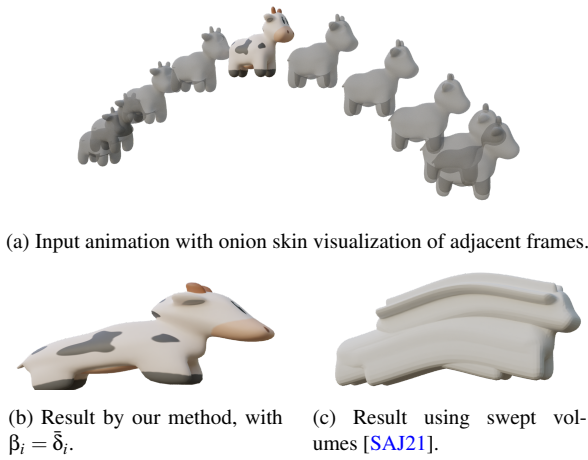 (a) Input animation with onion skin visualization of adjacent frames.
(b) Result by our method, with
βᵢ = δ̄ᵢ.
(c) Result using swept vol-
umes [SAJ21].